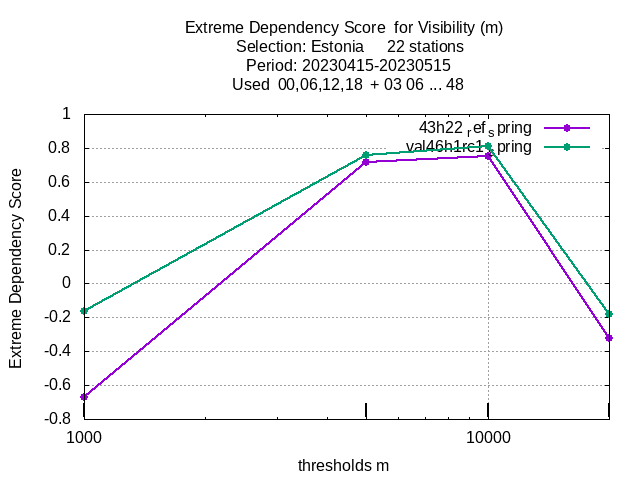 Extreme Dependency Score for Visibility (m)
Selection: Estonia 22 stations
Period: 20230415-20230515
Used 00,06,12,18 + 03 06 ... 48
43h22 ref spring
val46h1rc1spring
1
0.8
0.6
0.4
0.2
0
-0.2
-0.4
-0.6
-0.8
Extreme Dependency Score
1000
10000
thresholds m